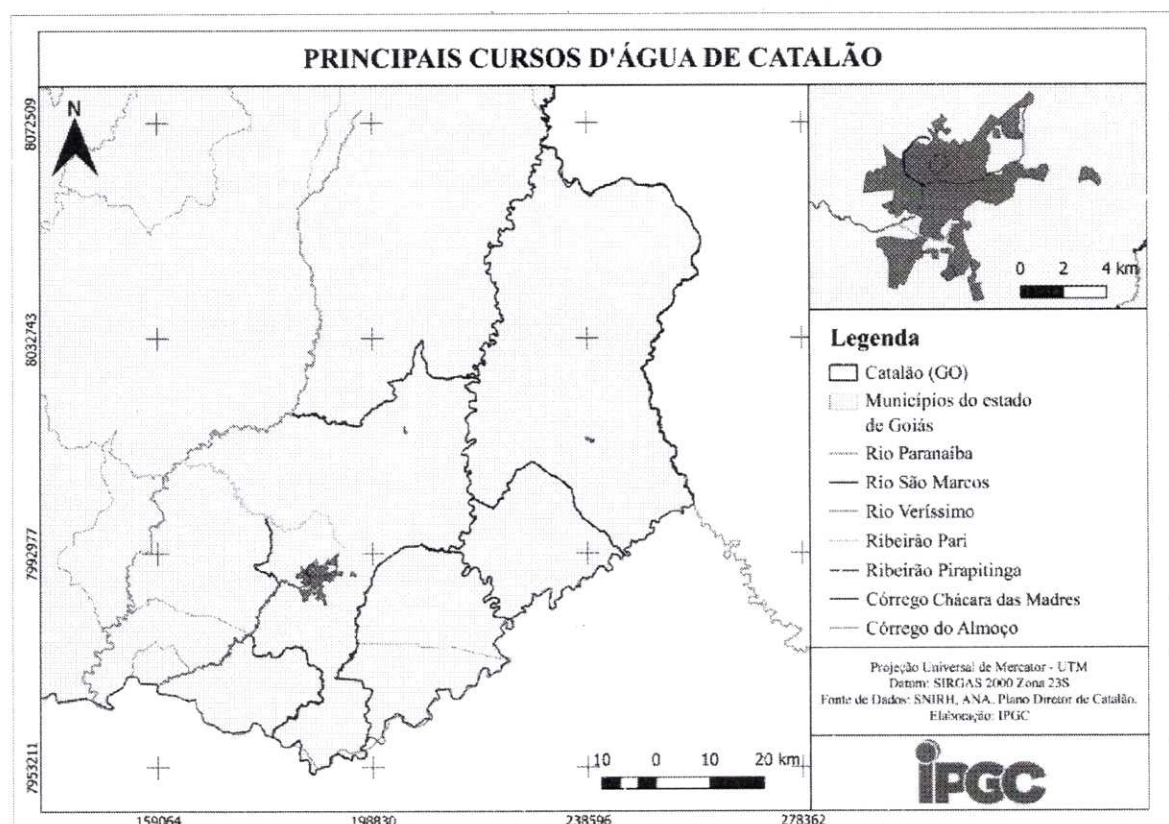 PRINCIPAIS CURSOS D'ÁGUA DE CATALÃO
N
8072509
8032743
7992977
7953211
159064
198830
238596
278362
10 0 10 20 km
0 2 4 km
Legenda
Catalão (GO)
Municípios do estado
de Goiás
Rio Paranaíba
Rio São Marcos
Rio Veríssimo
Ribeirão Pari
Ribeirão Pirapitinga
Córrego Chácara das Madres
Córrego do Almoço
Projeção Universal de Mercator - UTM
Datum: SIRGAS 2000 Zona 23S
Fonte de Dados: SNIRH, ANA. Plano Diretor de Catalão.
Elaboração: IPGC
iPGC